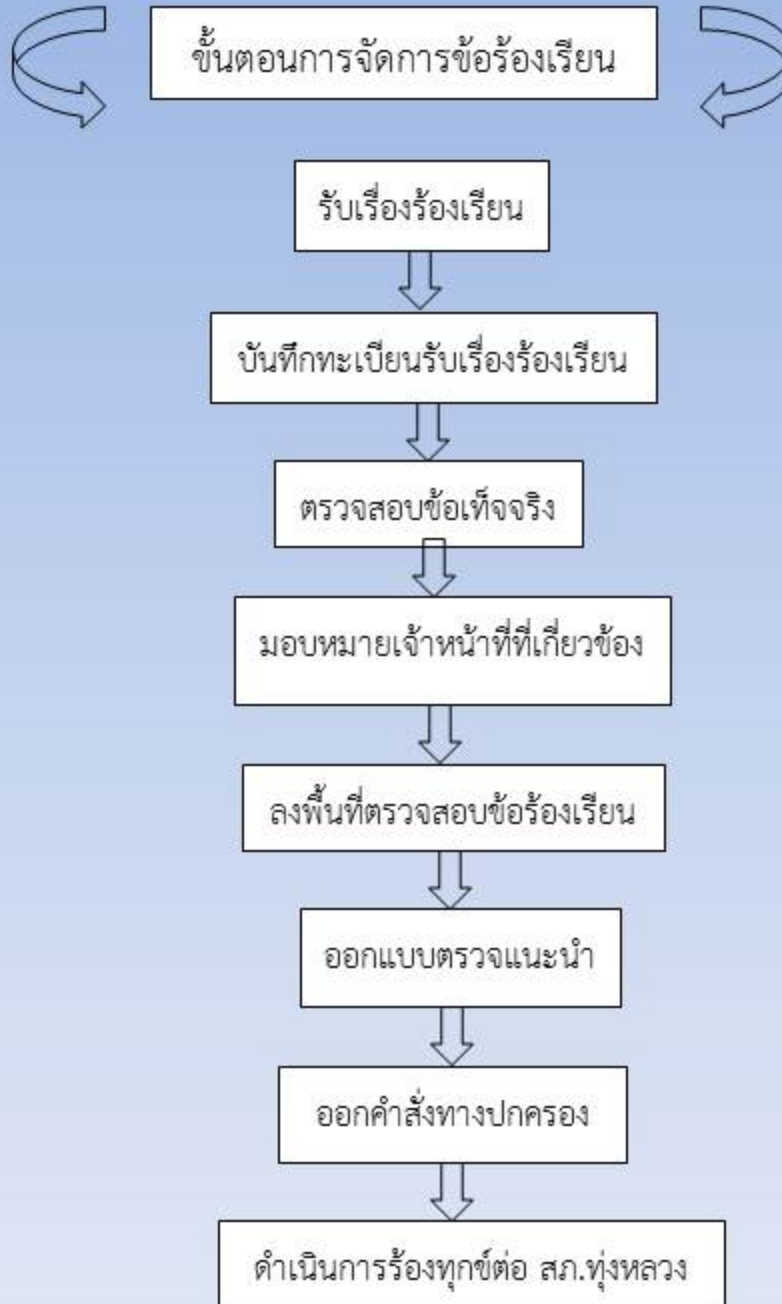 ขั้นตอนการจัดการข้อร้องเรียน
รับเรื่องร้องเรียน
บันทึกทะเบียนรับเรื่องร้องเรียน
ตรวจสอบข้อเท็จจริง
มอบหมายเจ้าหน้าที่ที่เกี่ยวข้อง
ลงพื้นที่ตรวจสอบข้อร้องเรียน
ออกแบบตรวจแนะนำ
ออกคำสั่งทางปกครอง
ดำเนินการร้องทุกข์ต่อ สภ.ทุ่งหลวง